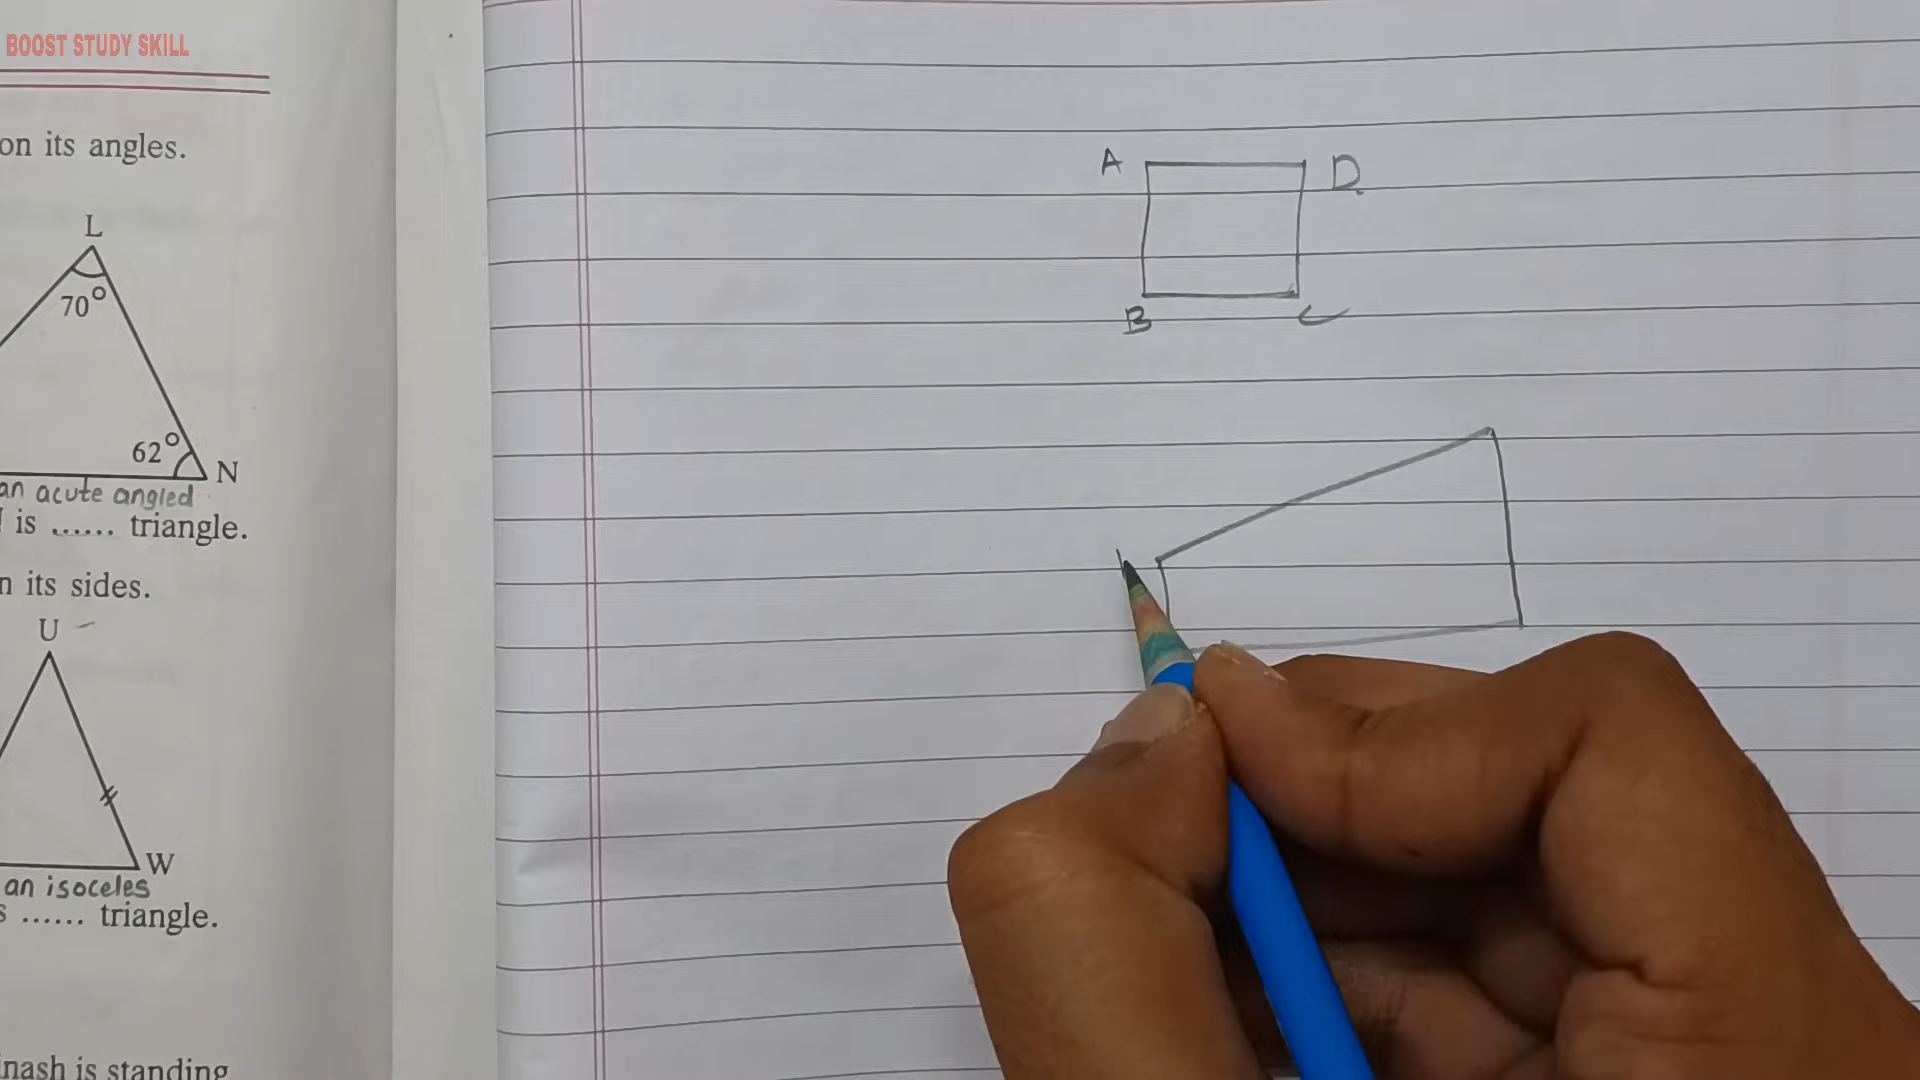 BOOST STUDY SKILL
on its angles.
L
70°
62°
N
an acute angled
is ...... triangle.
n its sides.
U
W
an isoceles
s ...... triangle.
inash is standing
A D
B C